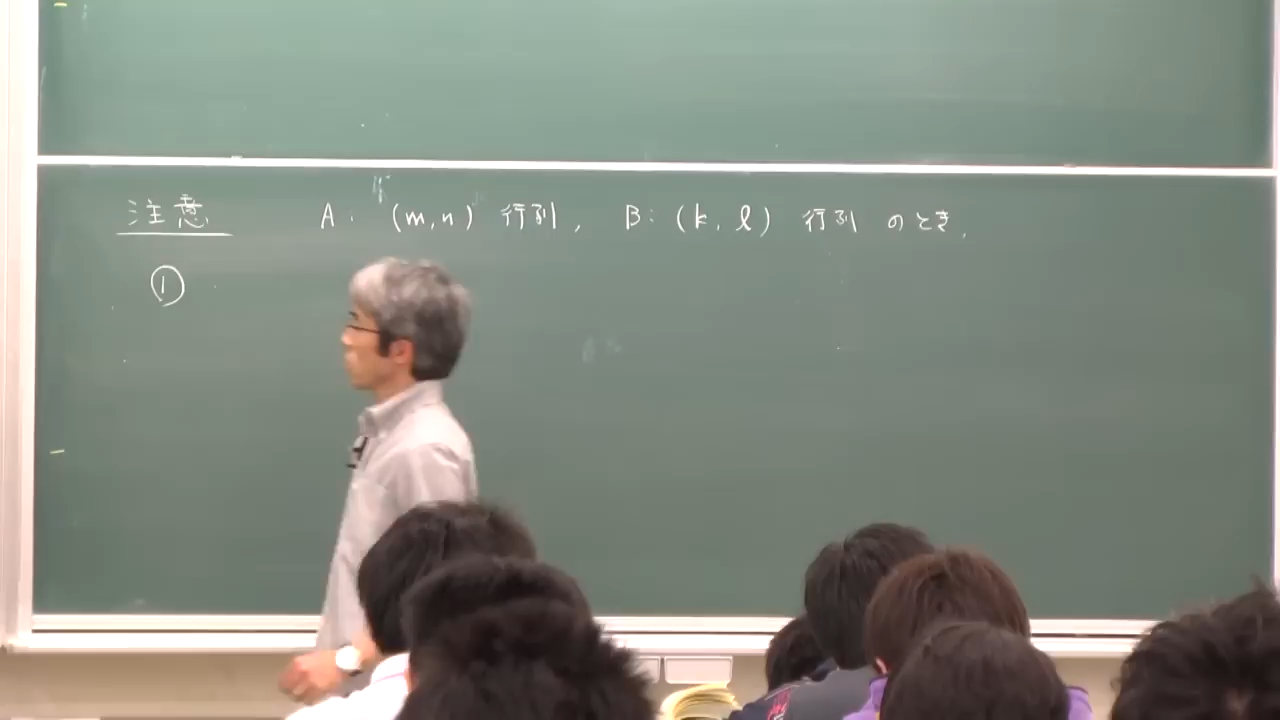 注意 A: (m,n) 行列, B: (k, l) 行列 のとき,
①